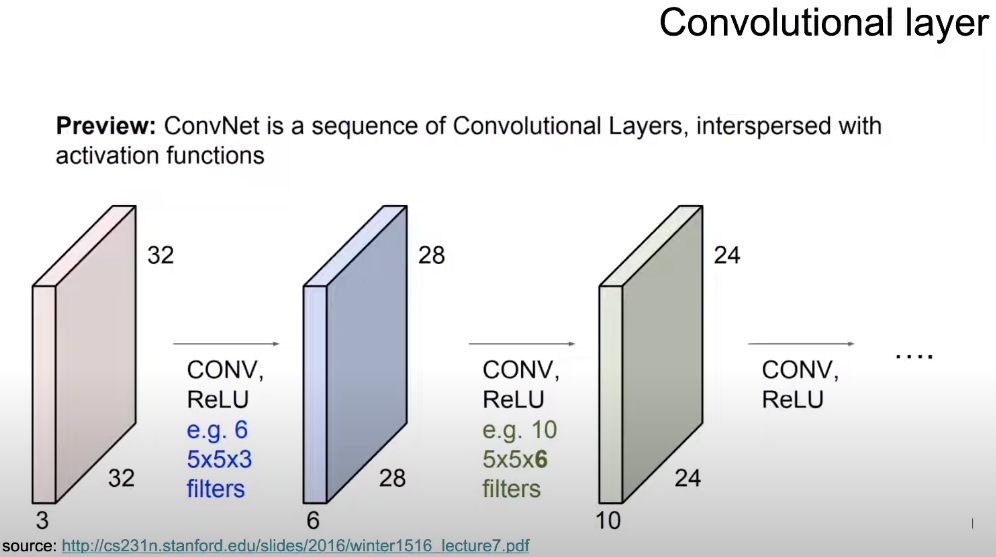 Convolutional layer
Preview: ConvNet is a sequence of Convolutional Layers, interspersed with
activation functions
32
32
3
CONV,
ReLU
e.g. 6
5x5x3
filters
28
28
6
CONV,
ReLU
e.g. 10
5x5x6
filters
24
24
10
CONV,
ReLU
....
source: http://cs231n.stanford.edu/slides/2016/winter1516_lecture7.pdf